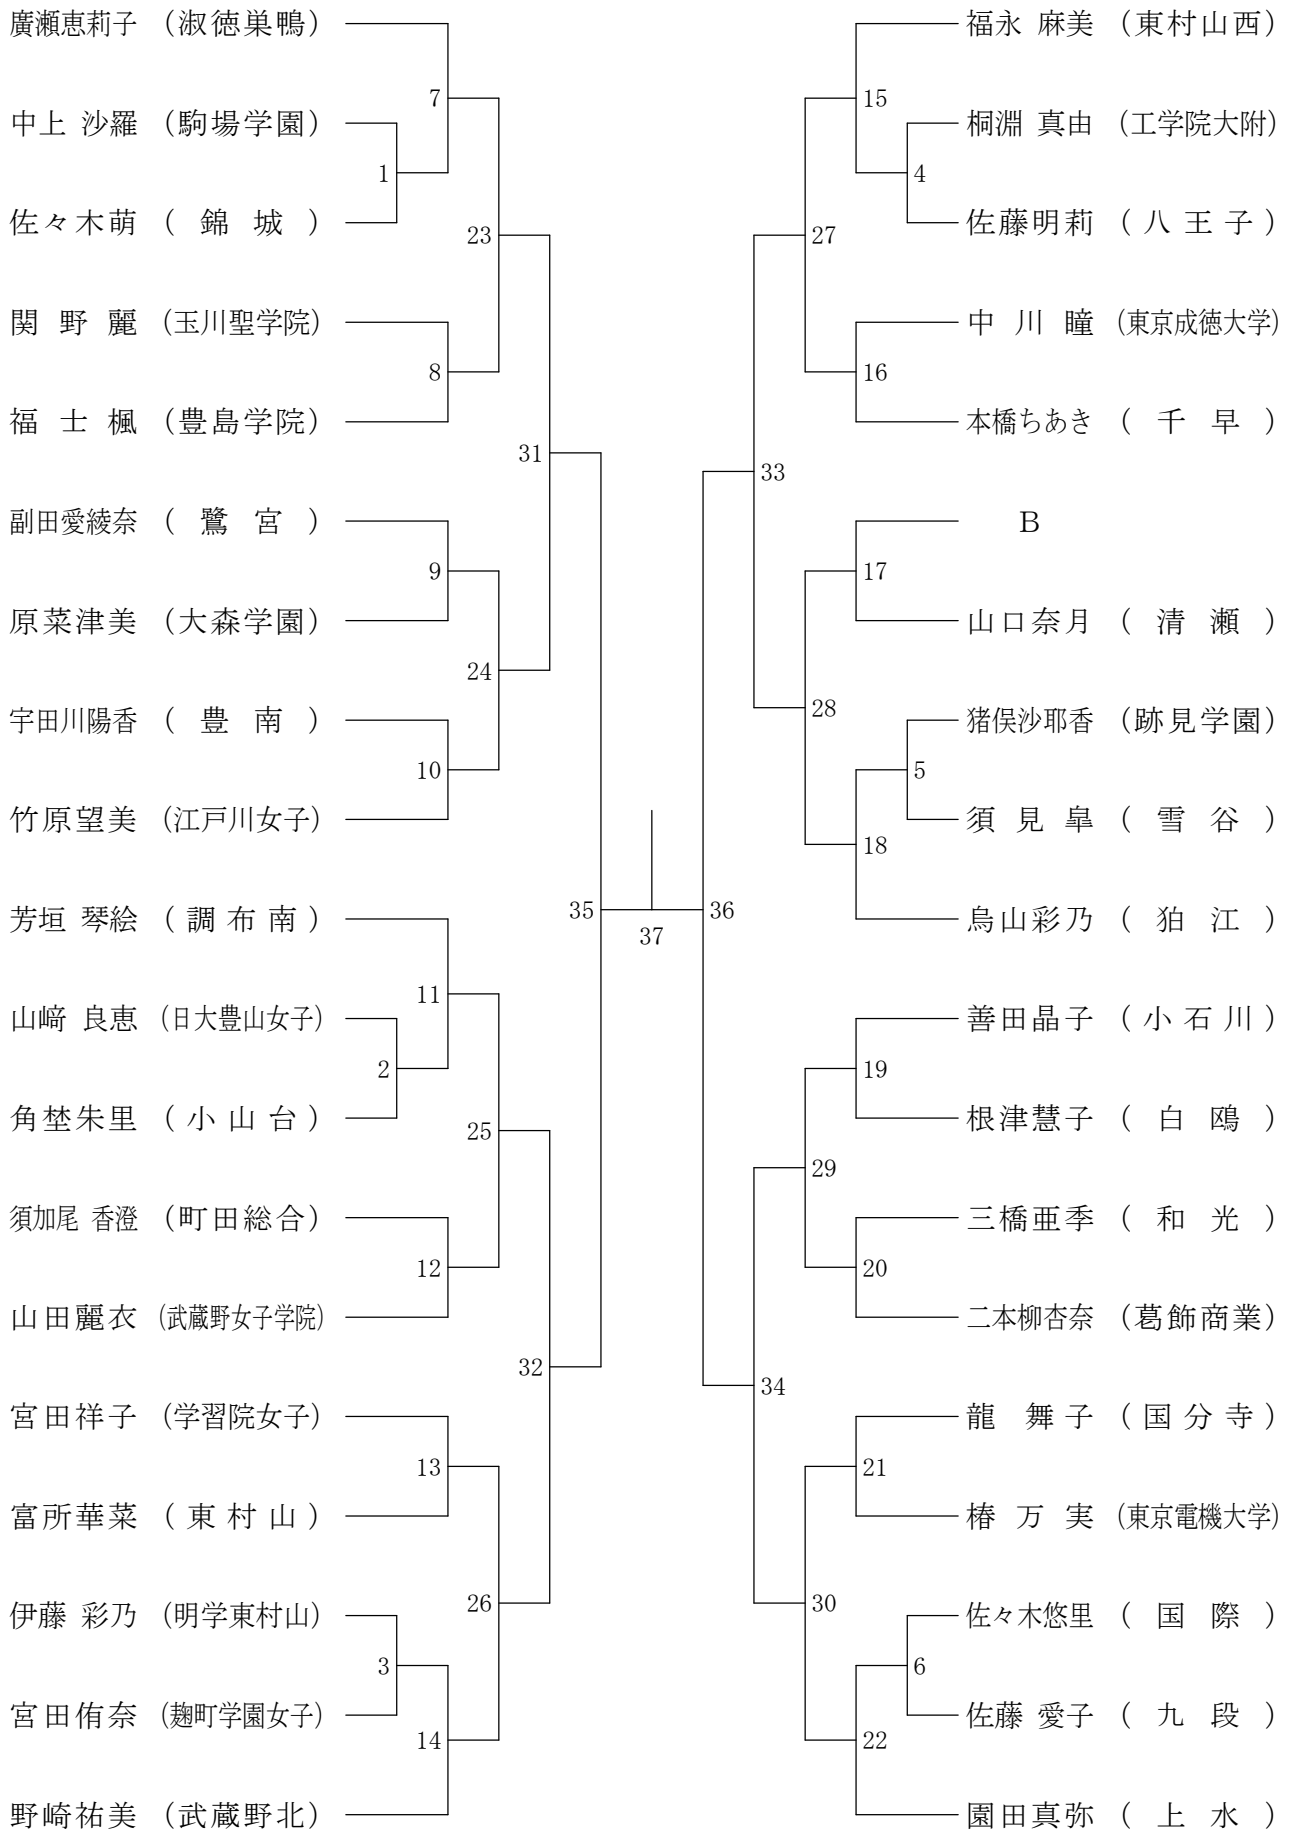 廣瀬恵莉子 (淑徳巣鴨)
7
中上 沙羅 (駒場学園)
1
佐々木萌 (錦城)
23
関野麗 (玉川聖学院)
8
福士楓 (豊島学院)
31
副田愛綾奈 (鷺宮)
9
原菜津美 (大森学園)
24
宇田川陽香 (豊南)
10
竹原望美 (江戸川女子)
35
芳垣 琴絵 (調布南)
11
山﨑 良恵 (日大豊山女子)
2
角埜朱里 (小山台)
25
須加尾 香澄 (町田総合)
12
山田麗衣 (武蔵野女子学院)
32
宮田祥子 (学習院女子)
13
富所華菜 (東村山)
26
伊藤 彩乃 (明学東村山)
3
宮田侑奈 (麹町学園女子)
14
野崎祐美 (武蔵野北)
37
福永 麻美 (東村山西)
15
桐淵 真由 (工学院大附)
4
佐藤明莉 (八王子)
27
中川瞳 (東京成徳大学)
16
本橋ちあき (千早)
33
B
17
山口奈月 (清瀬)
28
猪俣沙耶香 (跡見学園)
5
須見皐 (雪谷)
18
烏山彩乃 (狛江)
36
善田晶子 (小石川)
19
根津慧子 (白鴎)
29
三橋亜季 (和光)
20
二本柳杏奈 (葛飾商業)
34
龍 舞子 (国分寺)
21
椿万実 (東京電機大学)
30
佐々木悠里 (国際)
6
佐藤 愛子 (九段)
22
園田真弥 (上水)